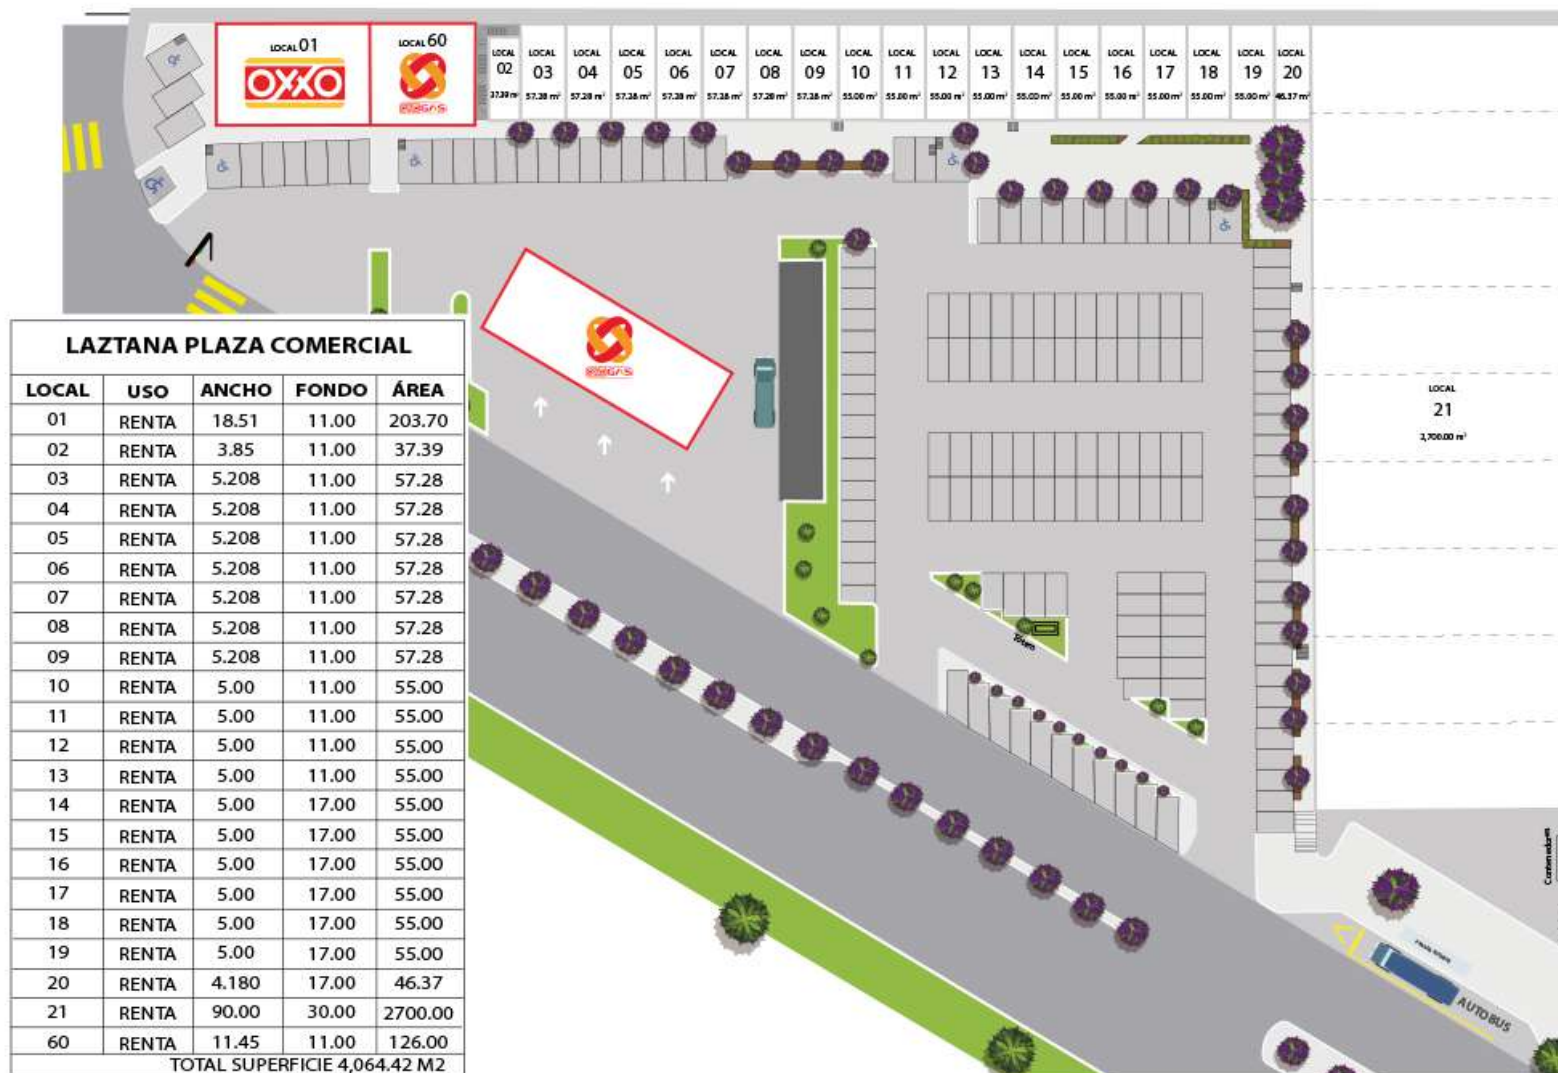 LOCAL 01
OXXO
LOCAL 60
OXXO GAS
LOCAL 02 37.39 m²
LOCAL 03 57.28 m²
LOCAL 04 57.28 m²
LOCAL 05 57.28 m²
LOCAL 06 57.28 m²
LOCAL 07 57.28 m²
LOCAL 08 57.28 m²
LOCAL 09 57.28 m²
LOCAL 10 55.00 m²
LOCAL 11 55.00 m²
LOCAL 12 55.00 m²
LOCAL 13 55.00 m²
LOCAL 14 55.00 m²
LOCAL 15 55.00 m²
LOCAL 16 55.00 m²
LOCAL 17 55.00 m²
LOCAL 18 55.00 m²
LOCAL 19 55.00 m²
LOCAL 20 46.37 m²
OXXO GAS
LOCAL
21
2,700.00 m²
Tótem
Contenedores
AUTOBUS
LAZTANA PLAZA COMERCIAL
LOCAL USO ANCHO FONDO ÁREA
01 RENTA 18.51 11.00 203.70
02 RENTA 3.85 11.00 37.39
03 RENTA 5.208 11.00 57.28
04 RENTA 5.208 11.00 57.28
05 RENTA 5.208 11.00 57.28
06 RENTA 5.208 11.00 57.28
07 RENTA 5.208 11.00 57.28
08 RENTA 5.208 11.00 57.28
09 RENTA 5.208 11.00 57.28
10 RENTA 5.00 11.00 55.00
11 RENTA 5.00 11.00 55.00
12 RENTA 5.00 11.00 55.00
13 RENTA 5.00 11.00 55.00
14 RENTA 5.00 17.00 55.00
15 RENTA 5.00 17.00 55.00
16 RENTA 5.00 17.00 55.00
17 RENTA 5.00 17.00 55.00
18 RENTA 5.00 17.00 55.00
19 RENTA 5.00 17.00 55.00
20 RENTA 4.180 17.00 46.37
21 RENTA 90.00 30.00 2700.00
60 RENTA 11.45 11.00 126.00
TOTAL SUPERFICIE 4,064.42 M2